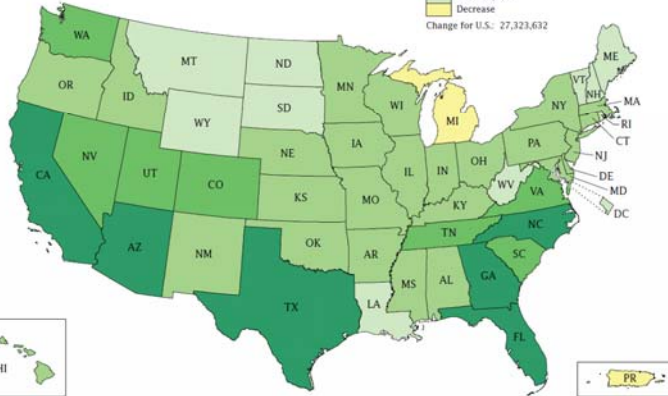 Decrease
Change for U.S.: 27,323,632
WA
MT
ND
ME
VT
NH
MN
OR
ID
SD
WI
NY
MA
WY
MI
RI
CT
IA
PA
NE
NJ
NV
OH
IL
IN
DE
UT
CO
WV
MD
CA
VA
KS
MO
KY
DC
NC
TN
OK
AZ
NM
AR
SC
MS
AL
GA
TX
LA
FL
HI
PR